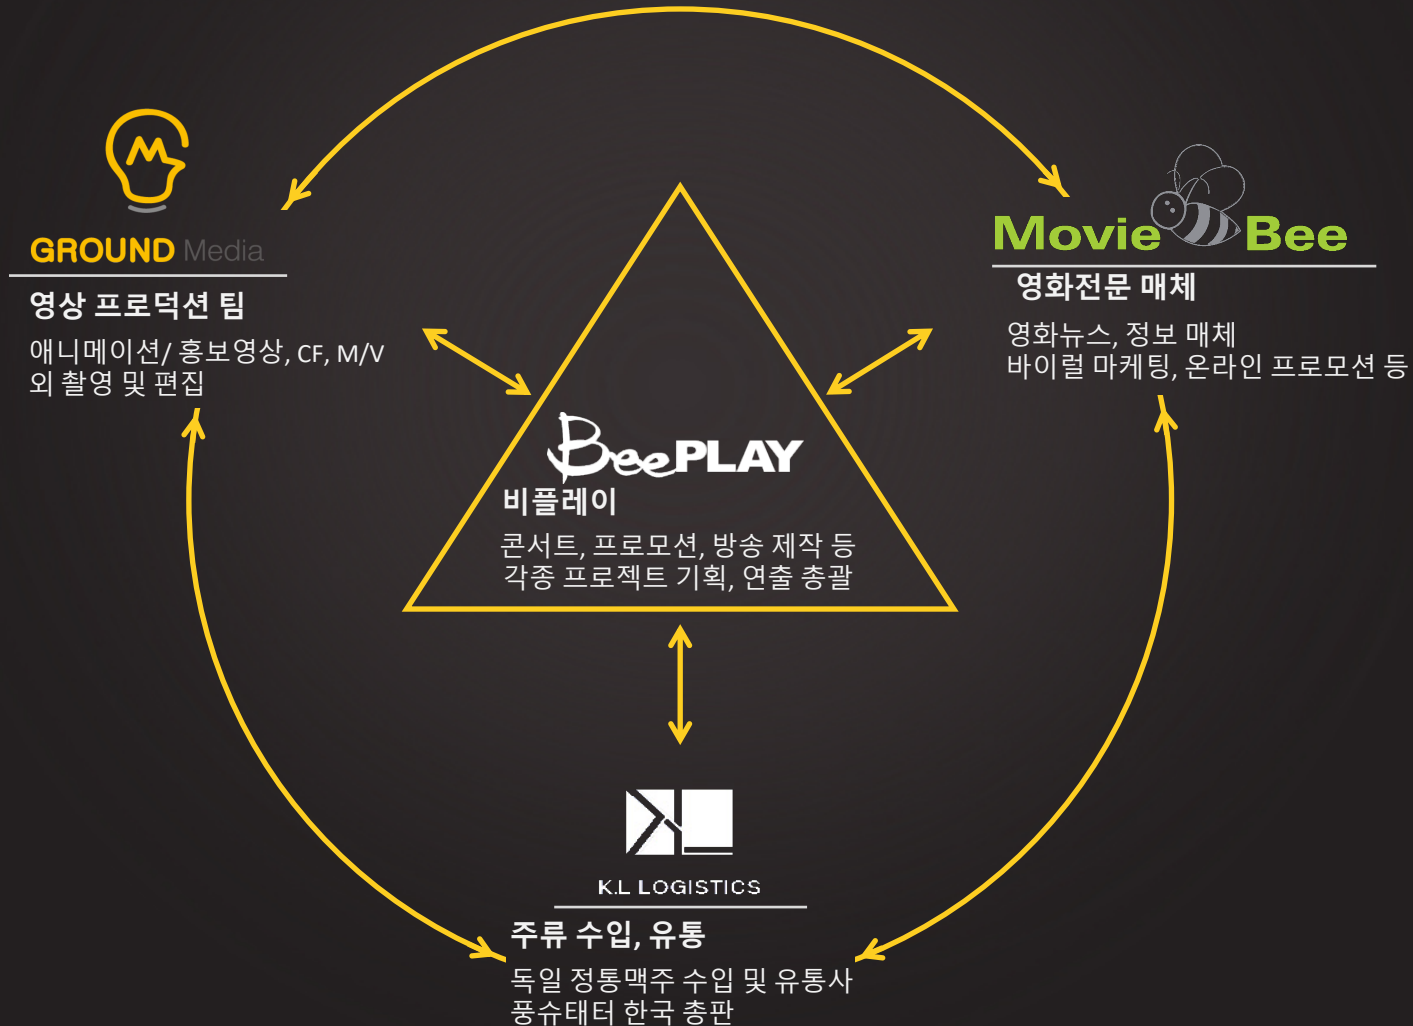 GROUND Media
영상 프로덕션 팀
애니메이션/ 홍보영상, CF, M/V
외 촬영 및 편집
Movie Bee
영화전문 매체
영화뉴스, 정보 매체
바이럴 마케팅, 온라인 프로모션 등
BeePLAY
비플레이
콘서트, 프로모션, 방송 제작 등
각종 프로젝트 기획, 연출 총괄
K.L LOGISTICS
주류 수입, 유통
독일 정통맥주 수입 및 유통사
풍슈태터 한국 총판